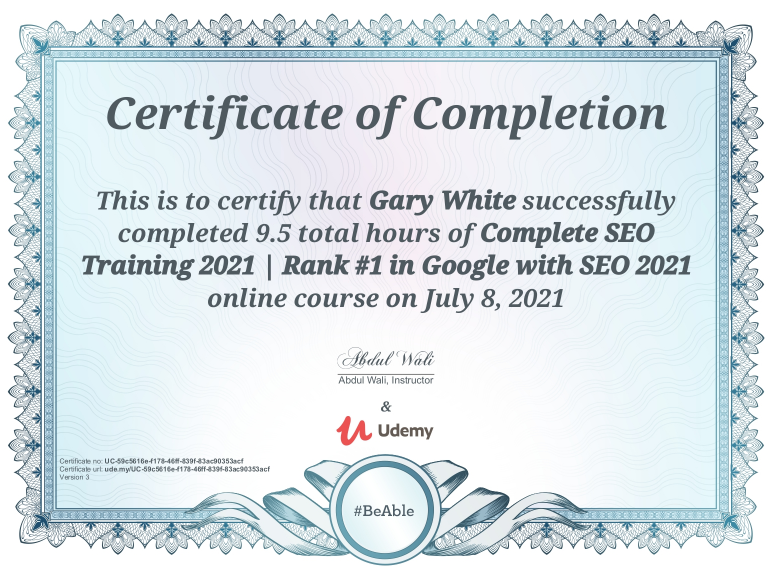 Certificate of Completion
This is to certify that Gary White successfully
completed 9.5 total hours of Complete SEO
Training 2021 | Rank #1 in Google with SEO 2021
online course on July 8, 2021
Abdul Wali
Abdul Wali, Instructor
&
Udemy
Certificate no: UC-59c5616e-f178-46ff-839f-83ac90353acf
Certificate url: ude.my/UC-59c5616e-f178-46ff-839f-83ac90353acf
Version 3
#BeAble